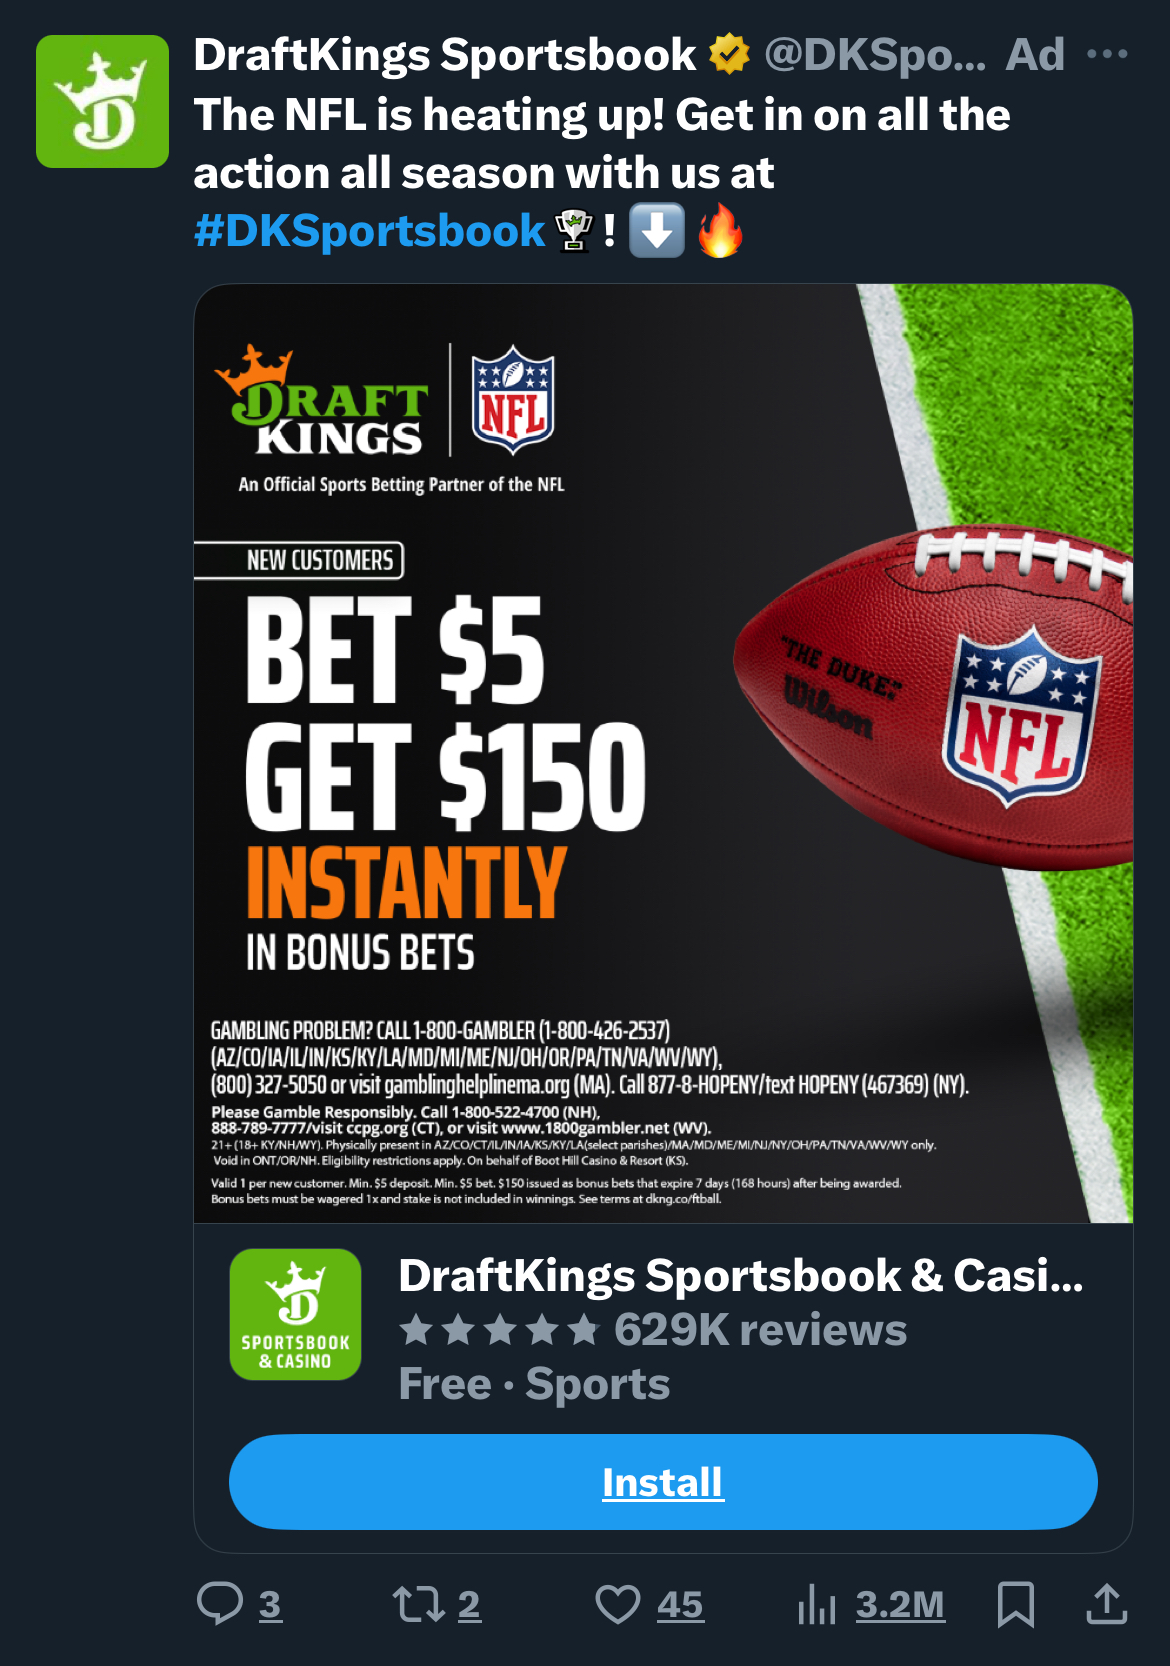 DraftKings Sportsbook @DKSpo... Ad
The NFL is heating up! Get in on all the
action all season with us at
#DKSportsbook🏆! ⬇️🔥
DRAFT
KINGS
NFL
An Official Sports Betting Partner of the NFL
NEW CUSTOMERS
BET $5
GET $150
INSTANTLY
IN BONUS BETS
"THE DUKE"
Wilson
NFL
GAMBLING PROBLEM? CALL 1-800-GAMBLER (1-800-426-2537)
(AZ/CO/IA/IL/IN/KS/KY/LA/MD/MI/ME/NJ/OH/OR/PA/TN/VA/WV/WY),
(800) 327-5050 or visit gamblinghelplinema.org (MA). Call 877-8-HOPENY/text HOPENY (467369) (NY).
Please Gamble Responsibly. Call 1-800-522-4700 (NH),
888-789-7777/visit ccpg.org (CT), or visit www.1800gambler.net (WV).
21+ (18+ KY/NH/WY). Physically present in AZ/CO/CT/IL/IN/IA/KS/KY/LA(select parishes)/MA/MD/ME/MI/NJ/NY/OH/PA/TN/VA/WV/WY only.
Void in ONT/OR/NH. Eligibility restrictions apply. On behalf of Boot Hill Casino & Resort (KS).
Valid 1 per new customer. Min. $5 deposit. Min. $5 bet. $150 issued as bonus bets that expire 7 days (168 hours) after being awarded.
Bonus bets must be wagered 1x and stake is not included in winnings. See terms at dkng.co/ftball.
SPORTSBOOK
& CASINO
DraftKings Sportsbook & Casi...
629K reviews
Free · Sports
Install
3 2 45 3.2M